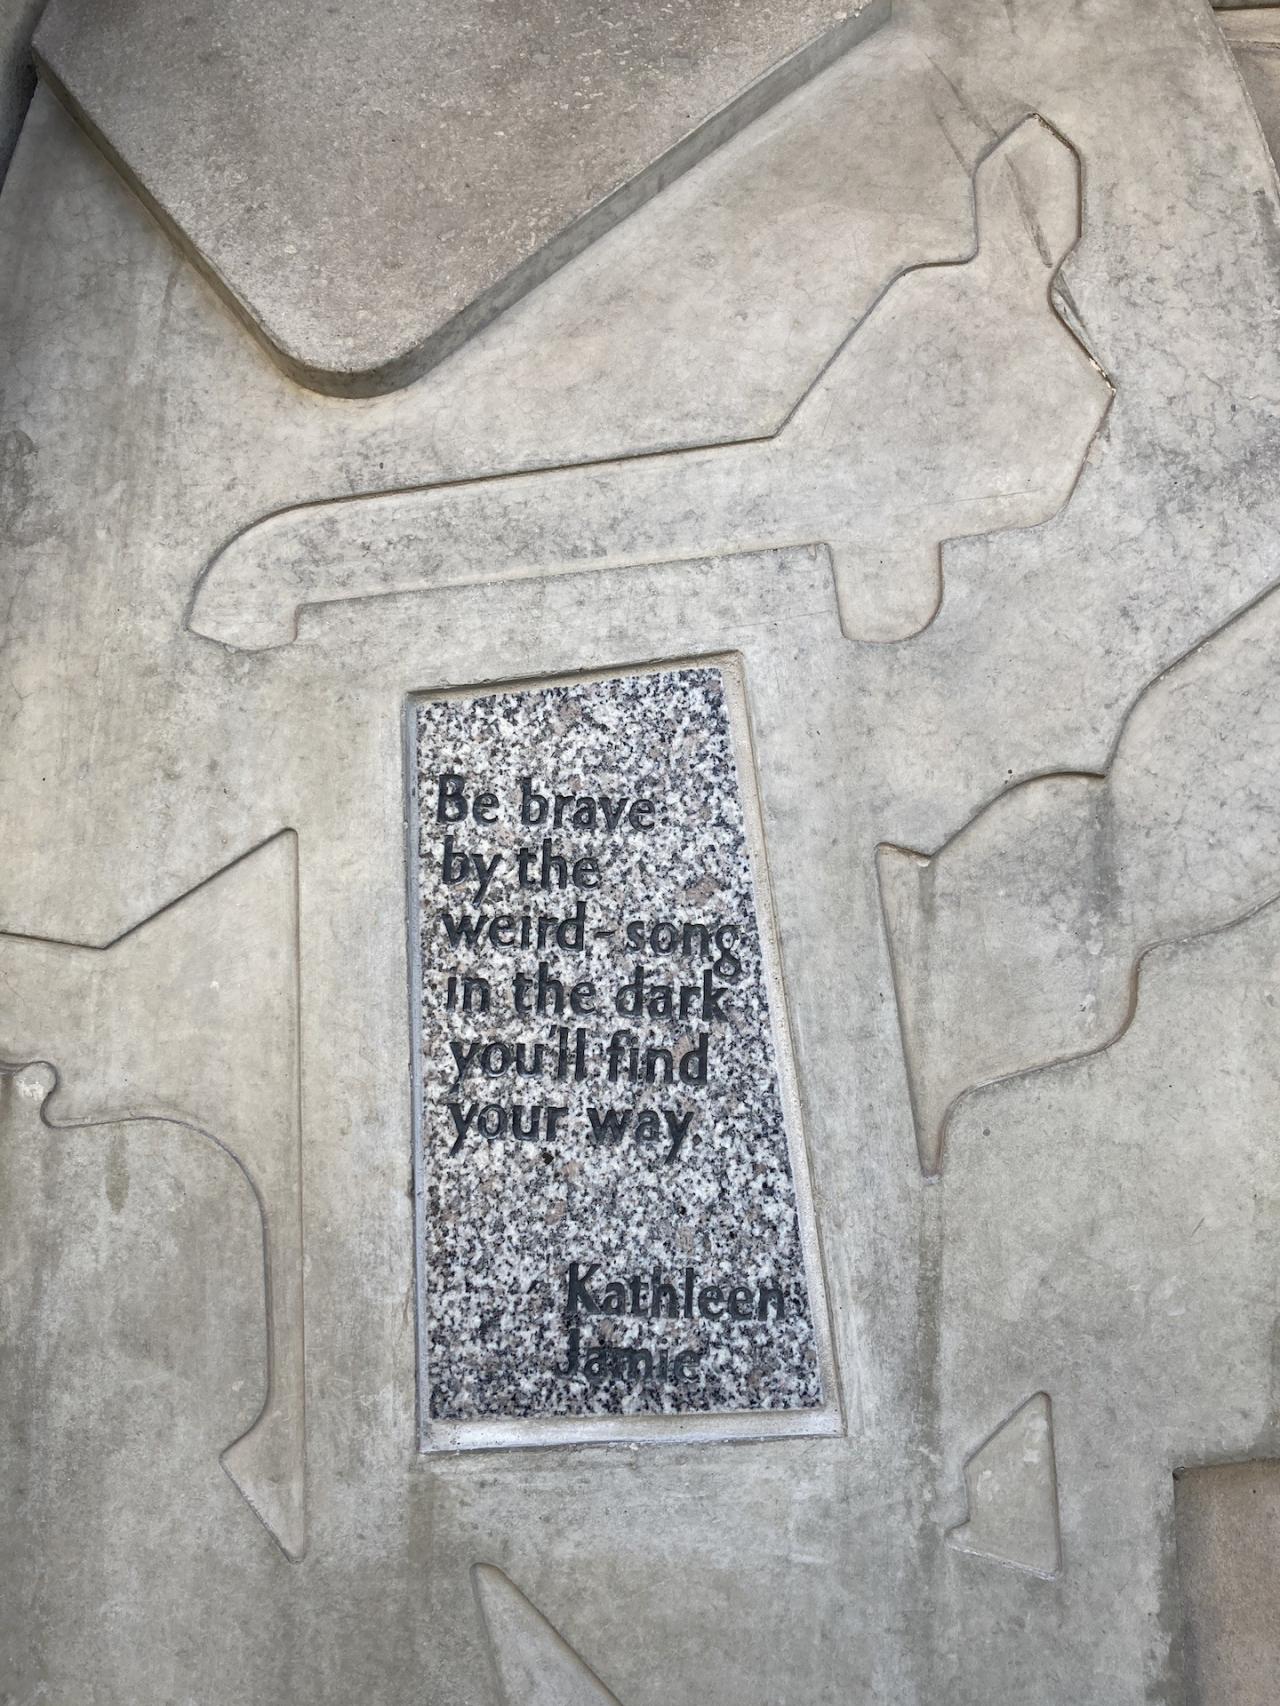 Be brave
by the
weird-song
in the dark
you'll find
your way.
Kathleen
Jamie